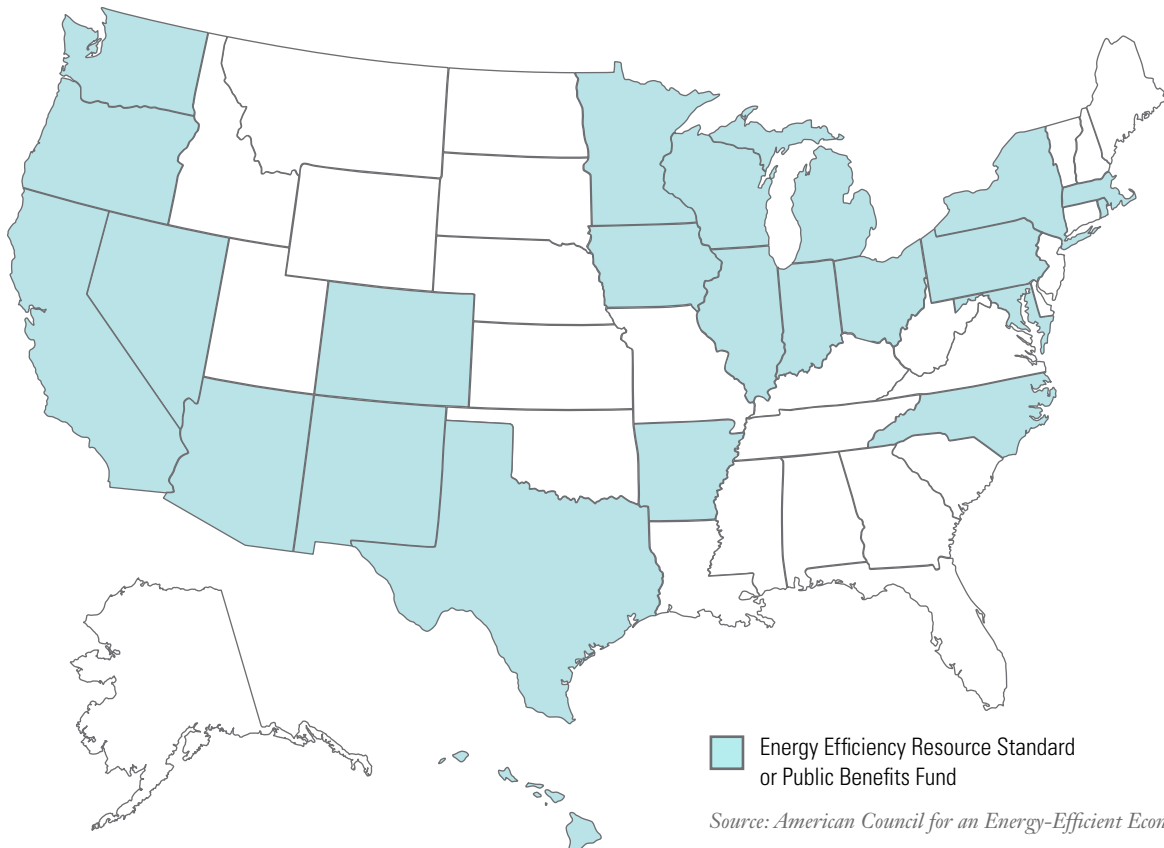 Energy Efficiency Resource Standard
or Public Benefits Fund
Source: American Council for an Energy-Efficient